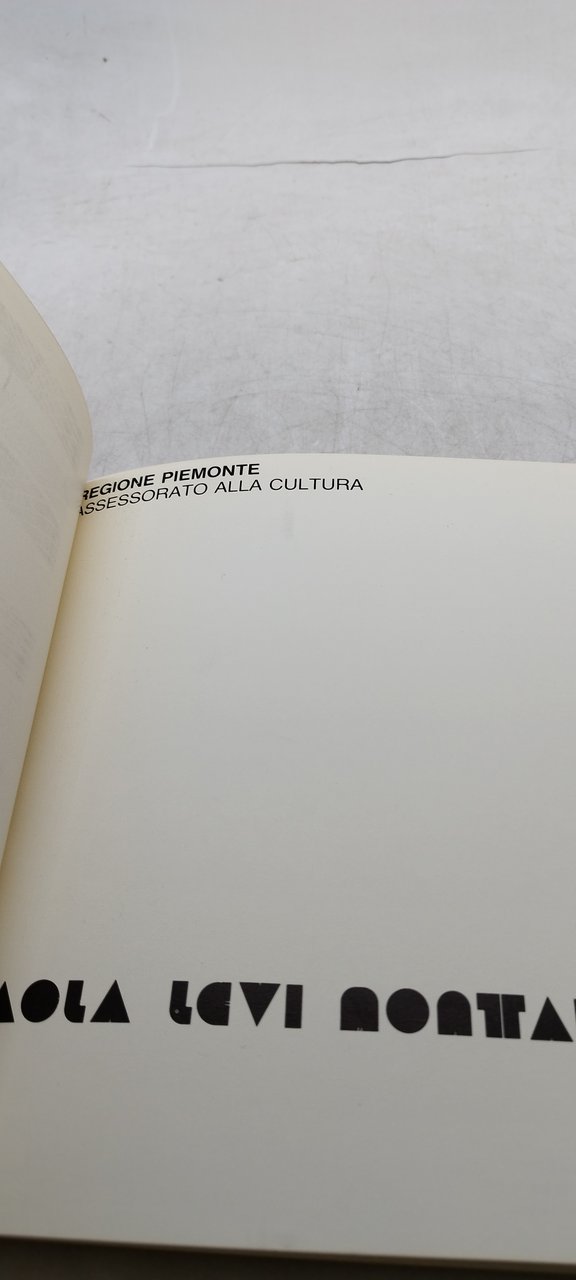 REGIONE PIEMONTE
ASSESSORATO ALLA CULTURA
AOLA LEVI MONTA